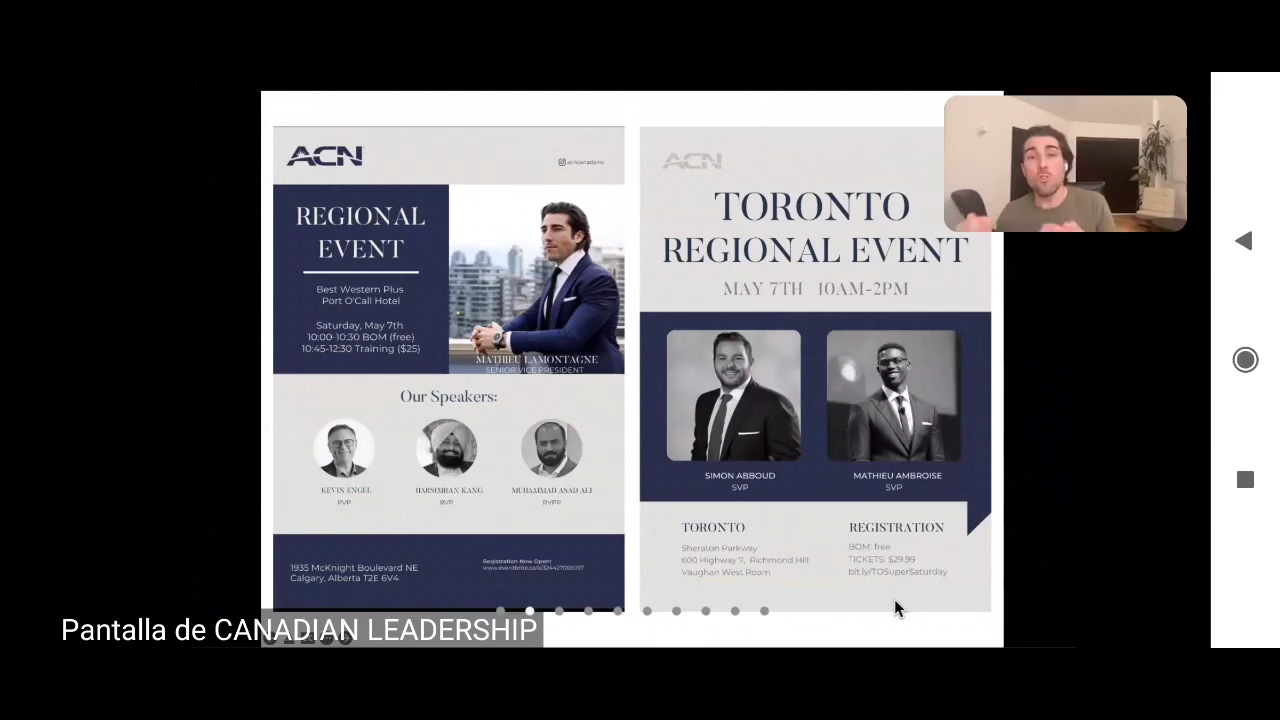 ACN
acncanadainc
REGIONAL
EVENT
Best Western Plus
Port O'Call Hotel
Saturday, May 7th
10:00-10:30 BOM (free)
10:45-12:30 Training ($25)
MATHIEU LAMONTAGNE
SENIOR VICE PRESIDENT
Our Speakers:
KEVIN ENGEL
RVP
HARSIMRAN KANG
RVP
MUHAMMAD ASAD ALI
RVPP
1935 McKnight Boulevard NE
Calgary, Alberta T2E 6V4
Registration Now Open!
ACN
TORONTO
REGIONAL EVENT
MAY 7TH 10AM-2PM
SIMON ABBOUD
SVP
MATHIEU AMBROISE
SVP
TORONTO
Sheraton Parkway
600 Highway 7, Richmond Hill
Vaughan West Room
REGISTRATION
BOM: free
TICKETS: $29.99
bit.ly/TOSuperSaturday
Pantalla de CANADIAN LEADERSHIP